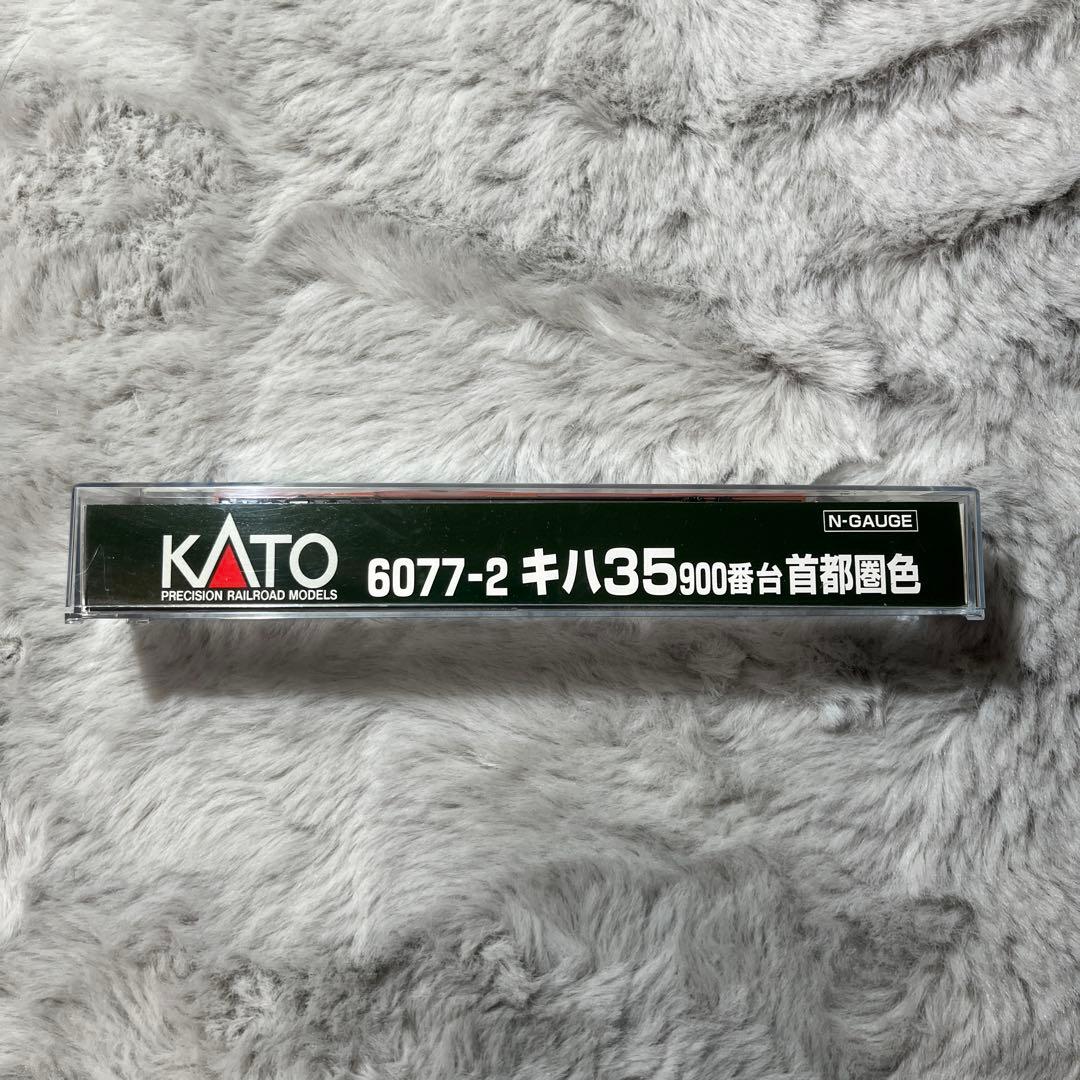 N-GAUGE
KATO
PRECISION RAILROAD MODELS
6077-2 キハ35900番台首都圏色